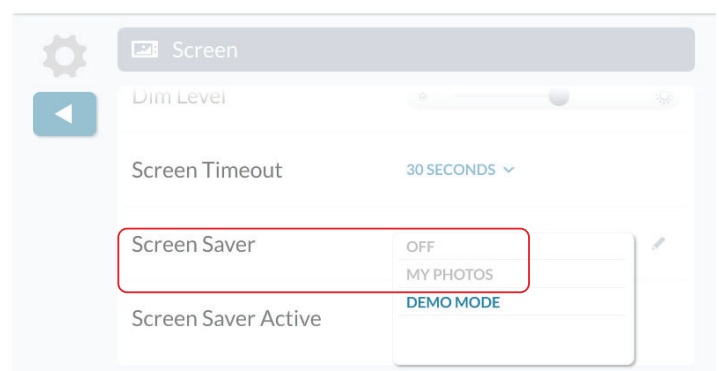 Screen
Dim Level
Screen Timeout
30 SECONDS
Screen Saver
OFF
MY PHOTOS
DEMO MODE
Screen Saver Active